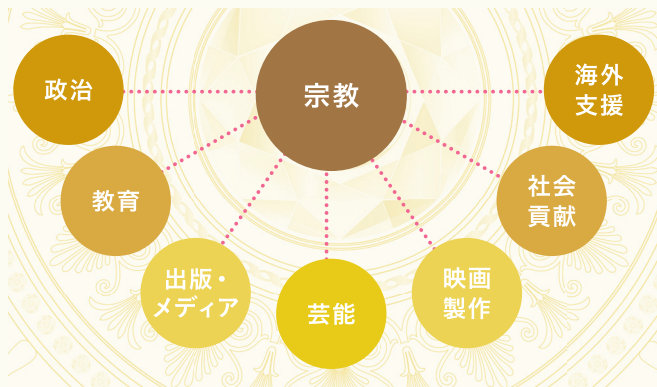 宗教
政治
教育
出版・
メディア
芸能
映画
製作
社会
貢献
海外
支援